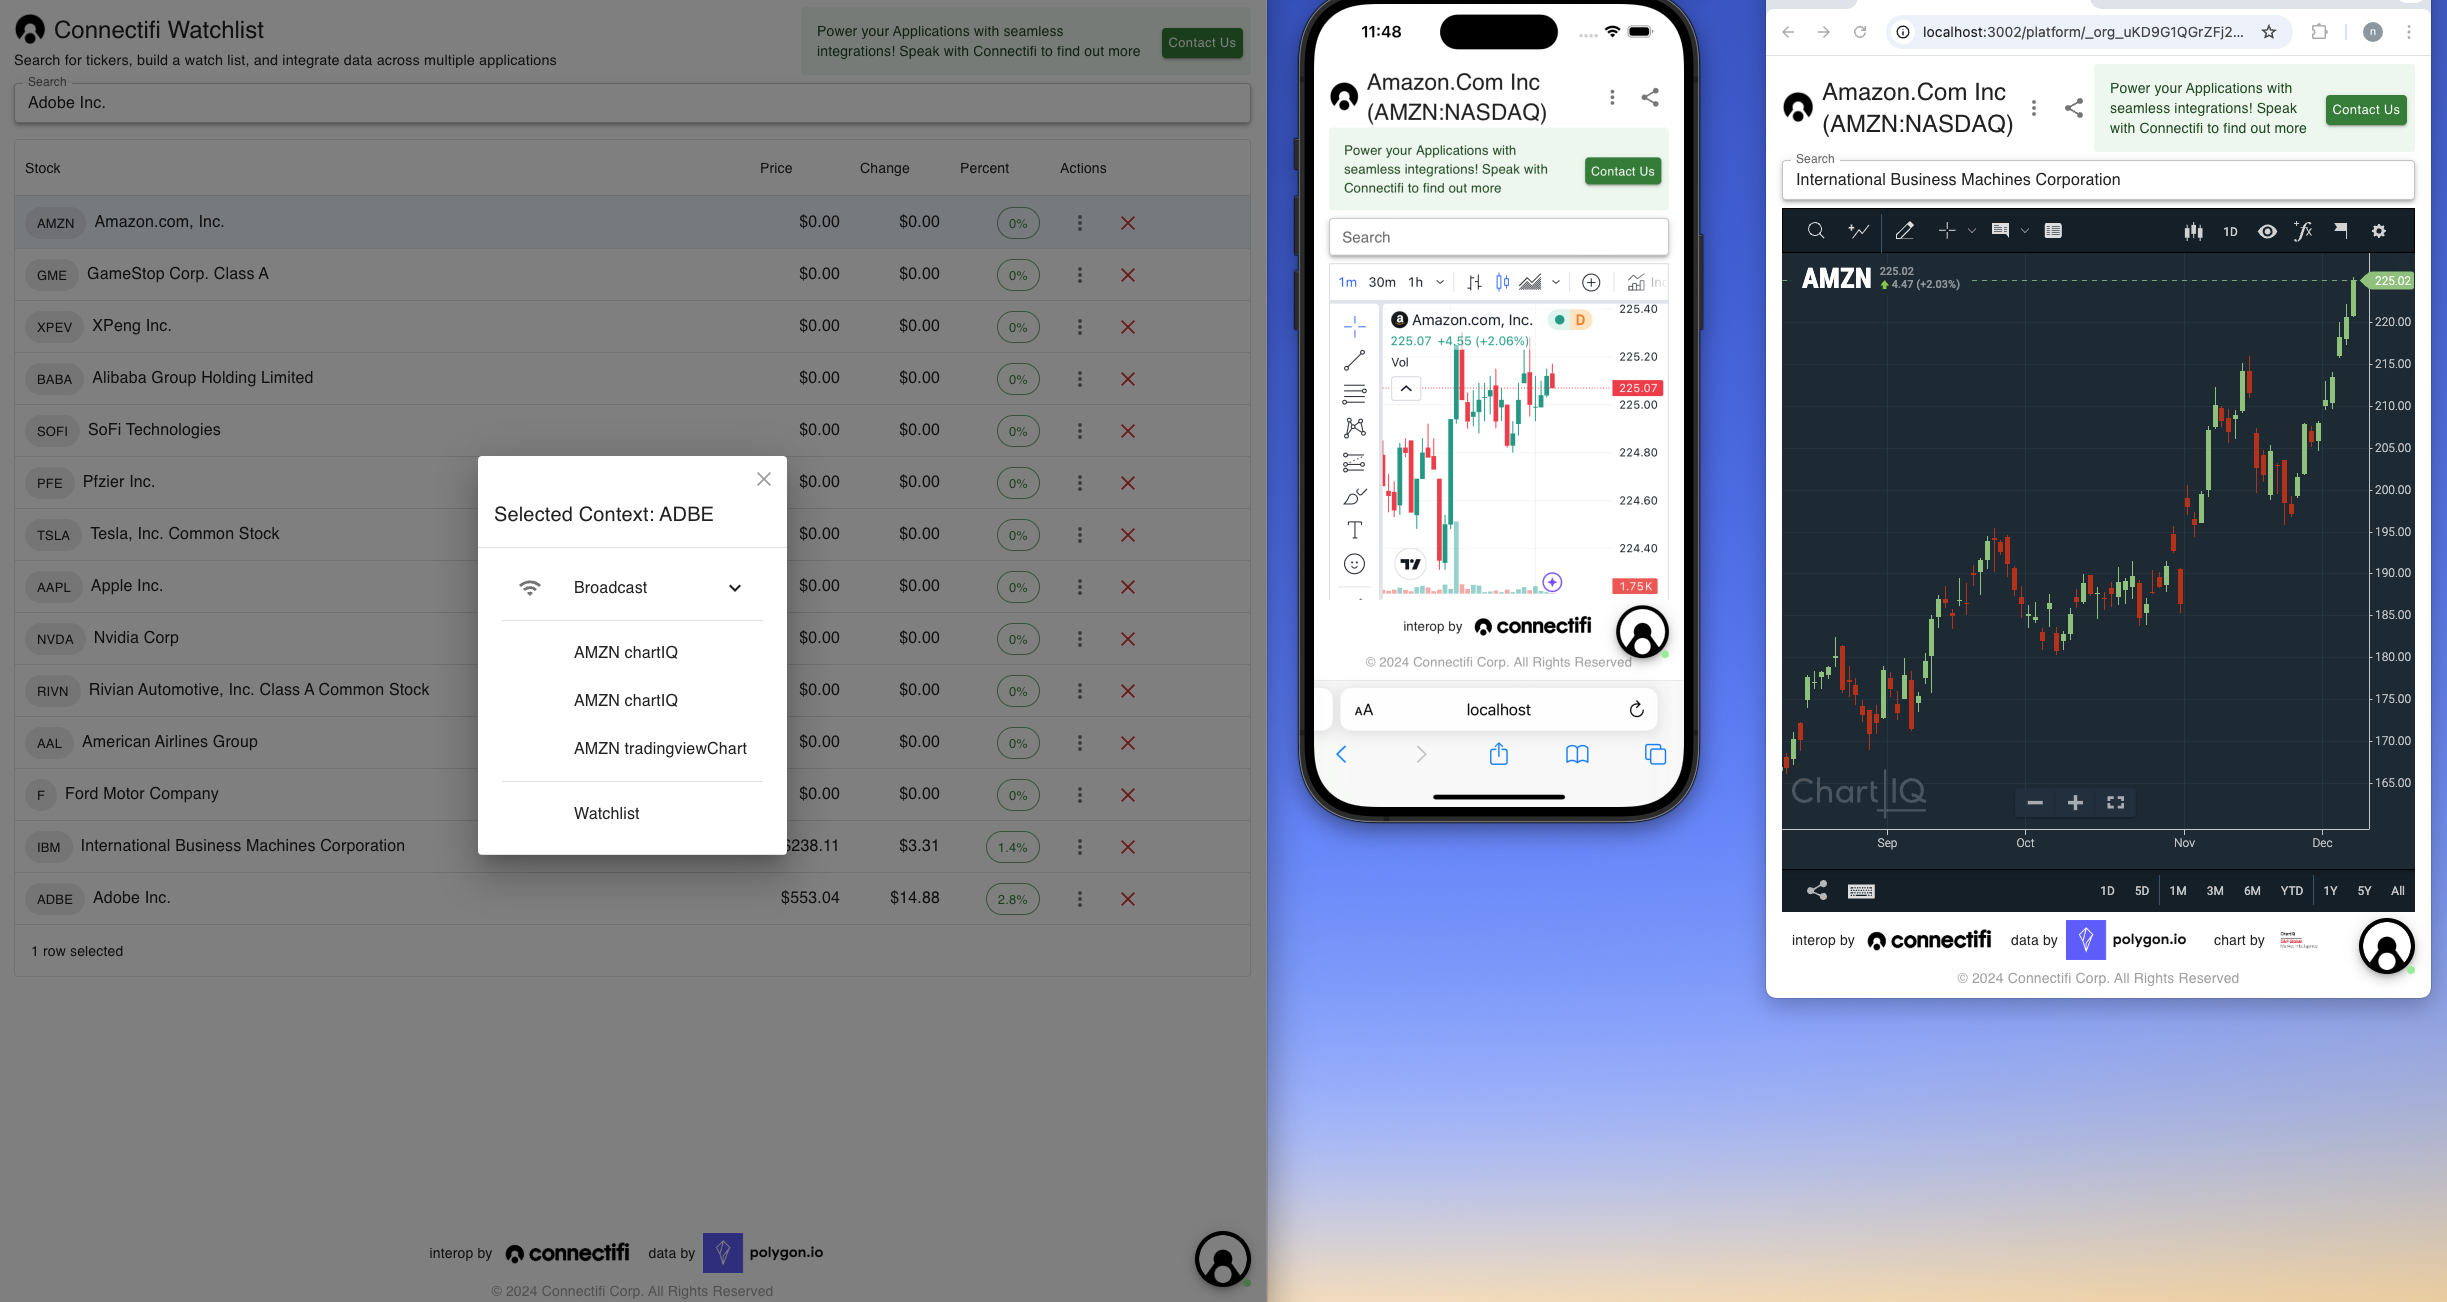 Connectifi Watchlist
Search for tickers, build a watch list, and integrate data across multiple applications
Power your Applications with seamless
integrations! Speak with Connectifi to find out more
Contact Us
Search
Adobe Inc.
Stock Price Change Percent Actions
AMZN Amazon.com, Inc. $0.00 $0.00 0%
GME GameStop Corp. Class A $0.00 $0.00 0%
XPEV XPeng Inc. $0.00 $0.00 0%
BABA Alibaba Group Holding Limited $0.00 $0.00 0%
SOFI SoFi Technologies $0.00 $0.00 0%
PFE Pfzier Inc. $0.00 $0.00 0%
TSLA Tesla, Inc. Common Stock $0.00 $0.00 0%
AAPL Apple Inc. $0.00 $0.00 0%
NVDA Nvidia Corp $0.00 $0.00 0%
RIVN Rivian Automotive, Inc. Class A Common Stock $0.00 $0.00 0%
AAL American Airlines Group $0.00 $0.00 0%
F Ford Motor Company $0.00 $0.00 0%
IBM International Business Machines Corporation $238.11 $3.31 1.4%
ADBE Adobe Inc. $553.04 $14.88 2.8%
1 row selected
Selected Context: ADBE
Broadcast
AMZN chartIQ
AMZN chartIQ
AMZN tradingviewChart
Watchlist
interop by connectifi data by polygon.io
© 2024 Connectifi Corp. All Rights Reserved
11:48
Amazon.Com Inc
(AMZN:NASDAQ)
Power your Applications with
seamless integrations! Speak with
Connectifi to find out more
Contact Us
Search
1m 30m 1h
Amazon.com, Inc. D
225.07 +4.55 (+2.06%)
Vol
225.40
225.20
225.07
225.00
224.80
224.60
224.40
1.75K
T
interop by connectifi
© 2024 Connectifi Corp. All Rights Reserved
AA localhost
localhost:3002/platform/_org_uKD9G1QGrZFj2...
n
Amazon.Com Inc
(AMZN:NASDAQ)
Power your Applications with
seamless integrations! Speak
with Connectifi to find out more
Contact Us
Search
International Business Machines Corporation
1D
AMZN 225.02
4.47 (+2.03%)
225.02
220.00
215.00
210.00
205.00
200.00
195.00
190.00
185.00
180.00
175.00
170.00
165.00
ChartIQ
Sep Oct Nov Dec
1D 5D 1M 3M 6M YTD 1Y 5Y All
interop by connectifi data by polygon.io chart by
© 2024 Connectifi Corp. All Rights Reserved